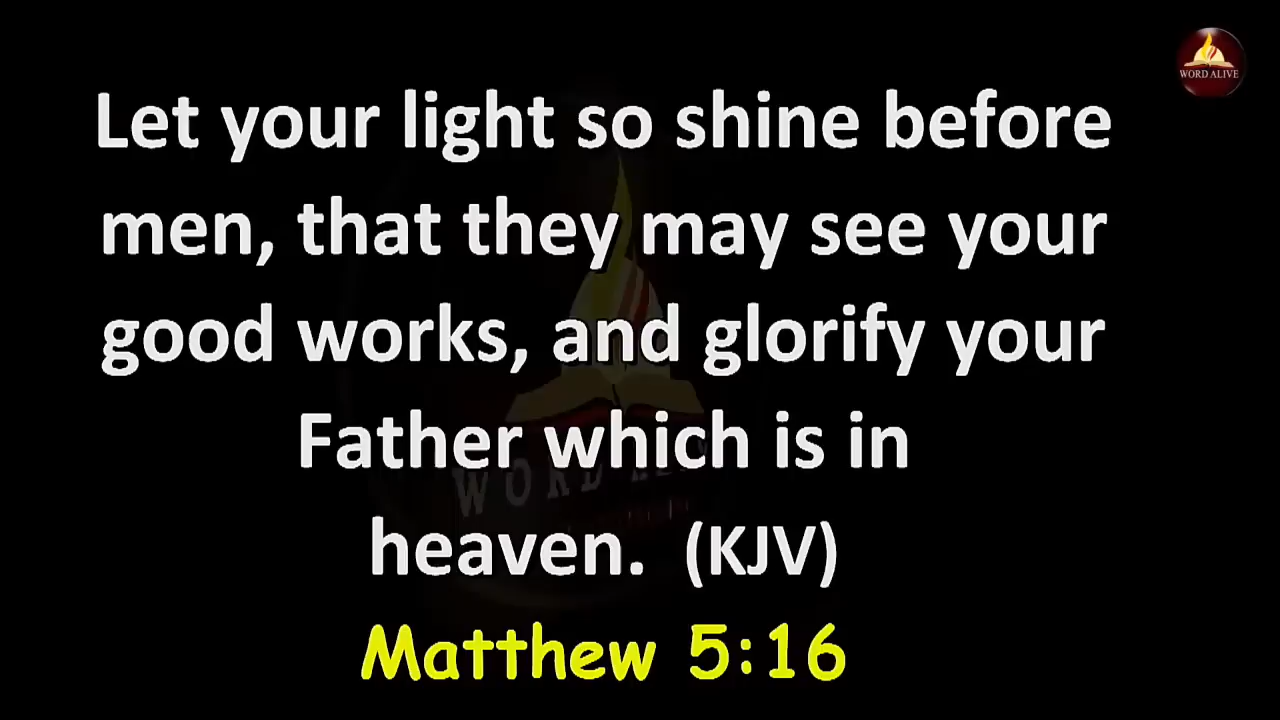 WORD ALIVE
Let your light so shine before
men, that they may see your
good works, and glorify your
Father which is in
heaven. (KJV)
Matthew 5:16
WORD